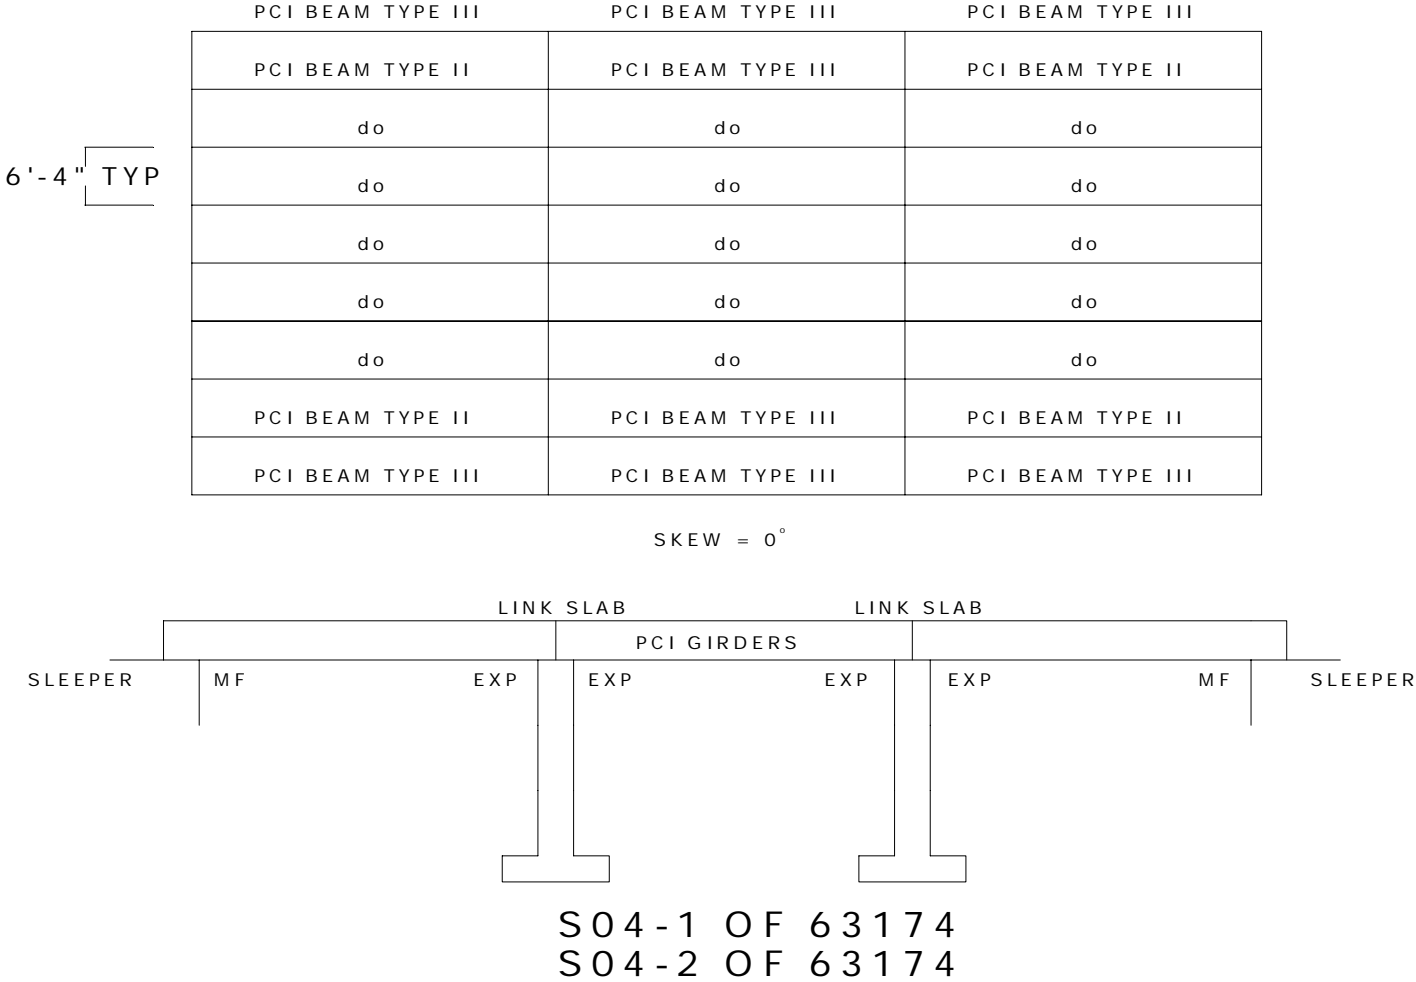 PCI BEAM TYPE III PCI BEAM TYPE III PCI BEAM TYPE III
PCI BEAM TYPE II PCI BEAM TYPE III PCI BEAM TYPE II
do do do
6'-4" TYP do do do
do do do
do do do
do do do
PCI BEAM TYPE II PCI BEAM TYPE III PCI BEAM TYPE II
PCI BEAM TYPE III PCI BEAM TYPE III PCI BEAM TYPE III
SKEW = 0°
LINK SLAB LINK SLAB
PCI GIRDERS
SLEEPER MF EXP EXP EXP EXP MF SLEEPER
S04-1 OF 63174
S04-2 OF 63174